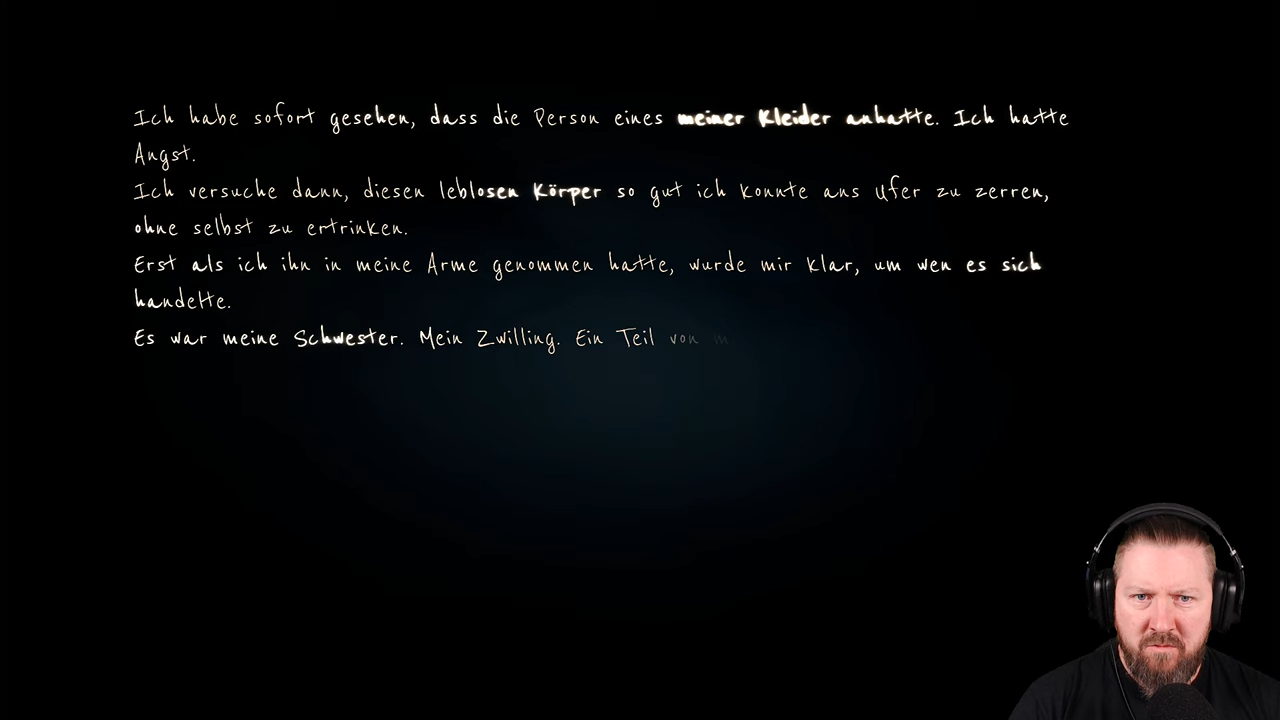 Ich habe sofort gesehen, dass die Person eines meiner Kleider anhatte. Ich hatte
Angst.
Ich versuche dann, diesen leblosen Körper so gut ich konnte ans Ufer zu zerren,
ohne selbst zu ertrinken.
Erst als ich ihn in meine Arme genommen hatte, wurde mir klar, um wen es sich
handelte.
Es war meine Schwester. Mein Zwilling. Ein Teil von